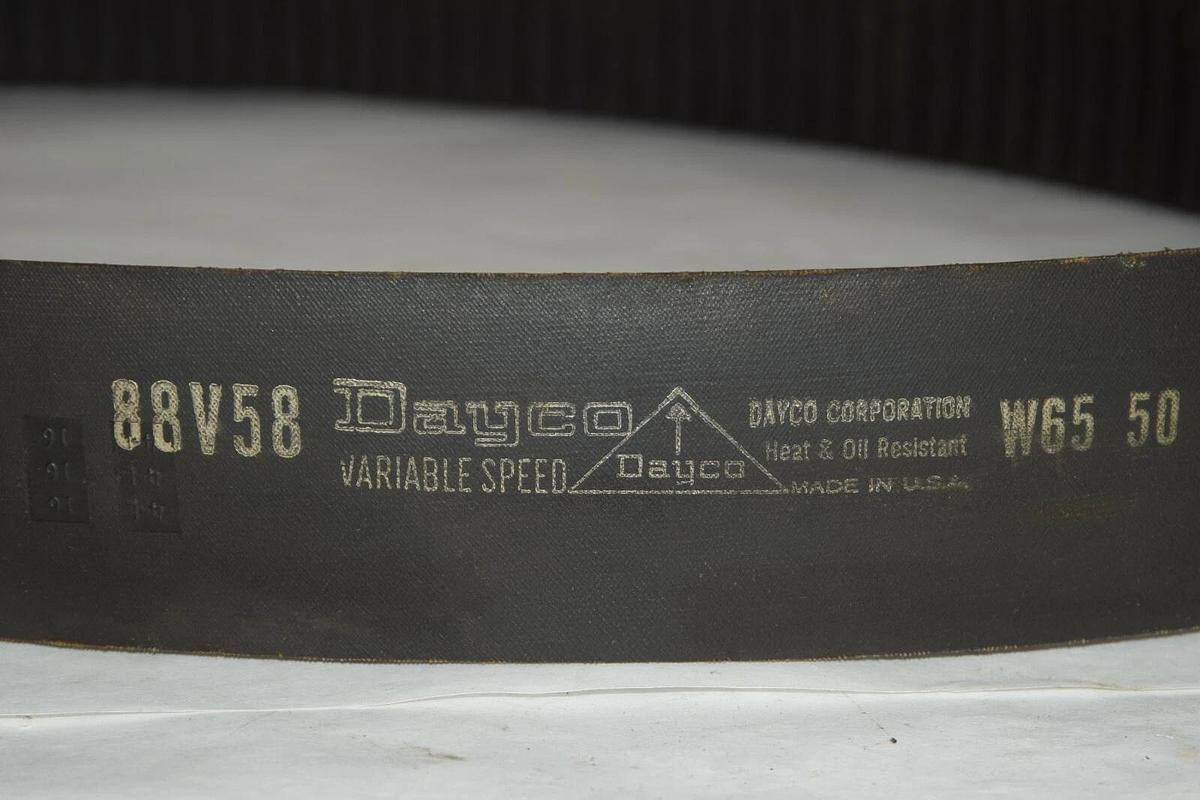 88V58
Dayco
VARIABLE SPEED
Dayco
DAYCO CORPORATION
Heat & Oil Resistant
MADE IN U.S.A.
W65 50